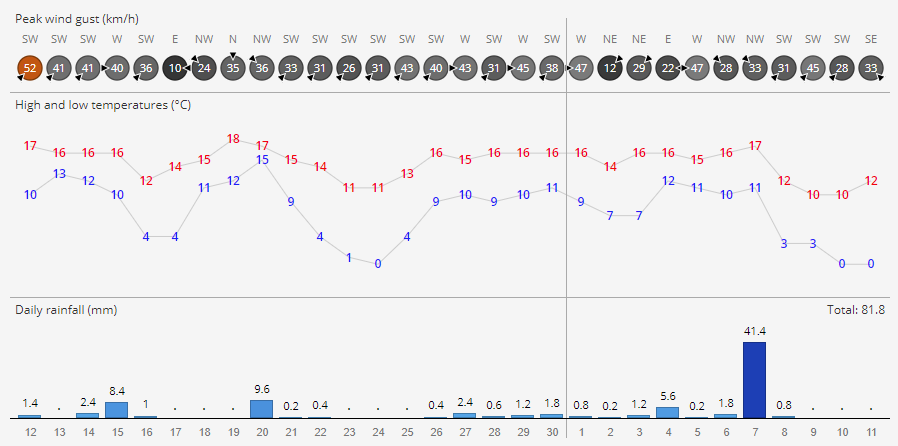 Peak wind gust (km/h)
SW SW SW W SW E NW N NW SW SW SW SW SW SW W SW W SW W NE NE E W NW NW SW SW SW SE
52 41 41 40 36 10 24 35 36 33 31 26 31 43 40 43 31 45 38 47 12 29 22 47 28 33 31 45 28 33
High and low temperatures (°C)
17 16 16 16 12 14 15 18 17 15 14 11 11 13 16 15 16 16 16 16 14 16 16 15 16 17 12 10 10 12
10 13 12 10 4 4 11 12 15 9 4 1 0 4 9 10 9 10 11 9 7 7 12 11 10 11 3 3 0 0
Daily rainfall (mm) Total: 81.8
1.4 . 2.4 8.4 1 . . . 9.6 0.2 0.4 . . . 0.4 2.4 0.6 1.2 1.8 0.8 0.2 1.2 5.6 0.2 1.8 41.4 0.8 . . .
12 13 14 15 16 17 18 19 20 21 22 23 24 25 26 27 28 29 30 1 2 3 4 5 6 7 8 9 10 11